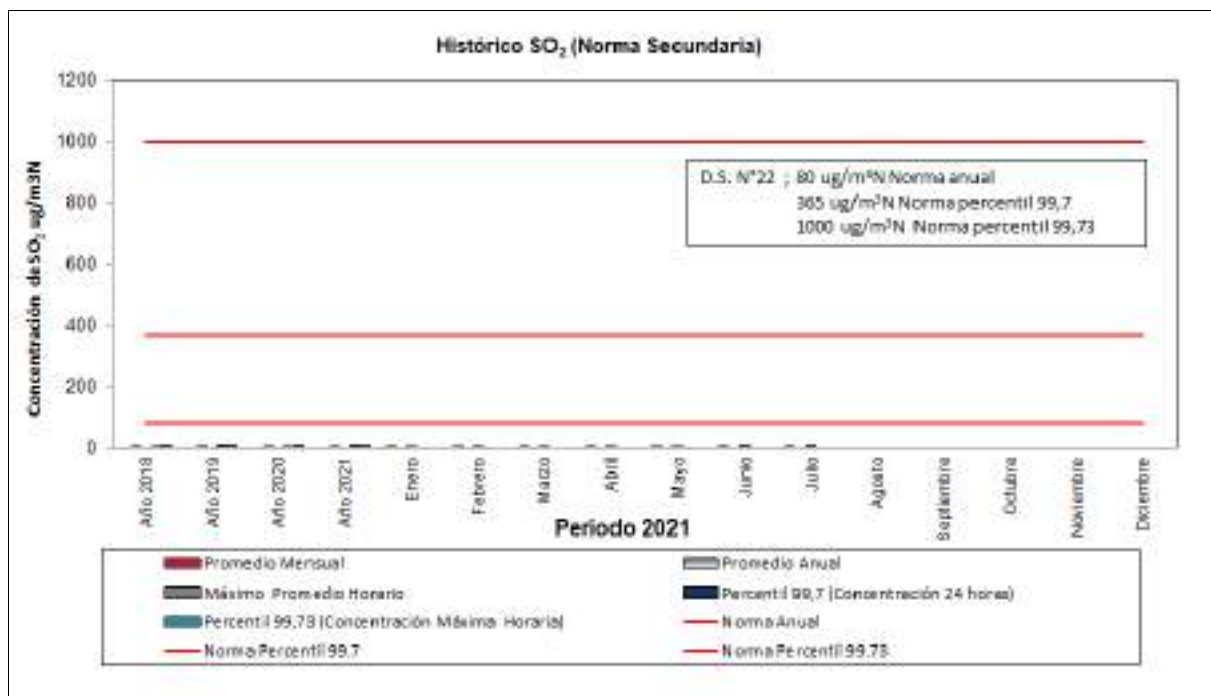 Histórico SO₂ (Norma Secundaria)
1200
1000
800
600
400
200
0
Concentración de SO₂ ug/m3N
D.S. N°22 ; 80 ug/m³N Norma anual
365 ug/m³N Norma percentil 99,7
1000 ug/m³N Norma percentil 99,73
Año 2018
Año 2019
Año 2020
Año 2021
Enero
Febrero
Marzo
Abril
Mayo
Junio
Julio
Agosto
Septiembre
Octubre
Noviembre
Diciembre
Periodo 2021
Promedio Mensual
Promedio Anual
Máximo Promedio Horario
Percentil 99,7 (Concentración 24 horas)
Percentil 99,73 (Concentración Máxima Horaria)
Norma Anual
Norma Percentil 99.7
Norma Percentil 99.73